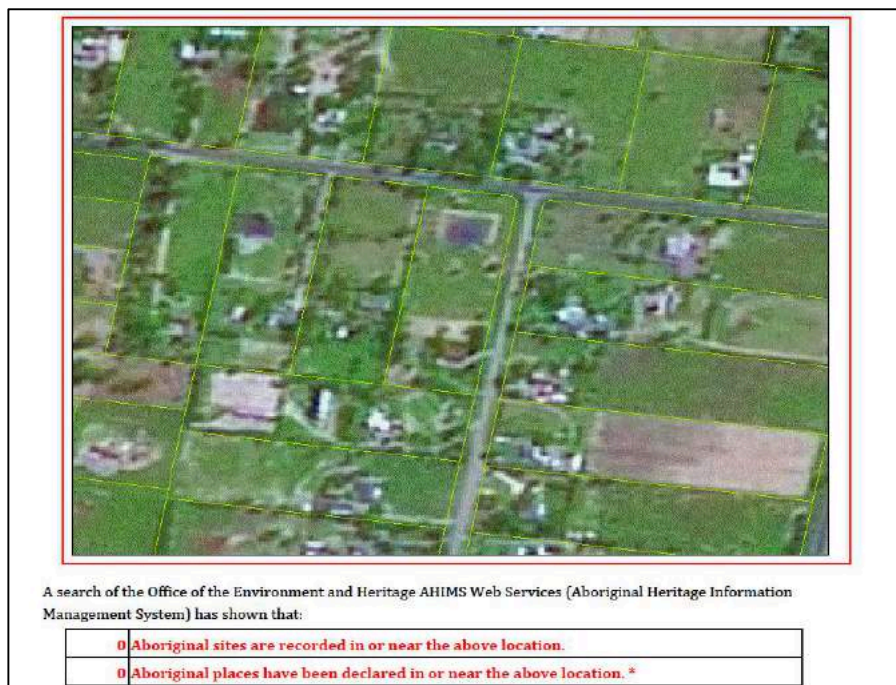 A search of the Office of the Environment and Heritage AHIMS Web Services (Aboriginal Heritage Information
Management System) has shown that:
0 Aboriginal sites are recorded in or near the above location.
0 Aboriginal places have been declared in or near the above location. *